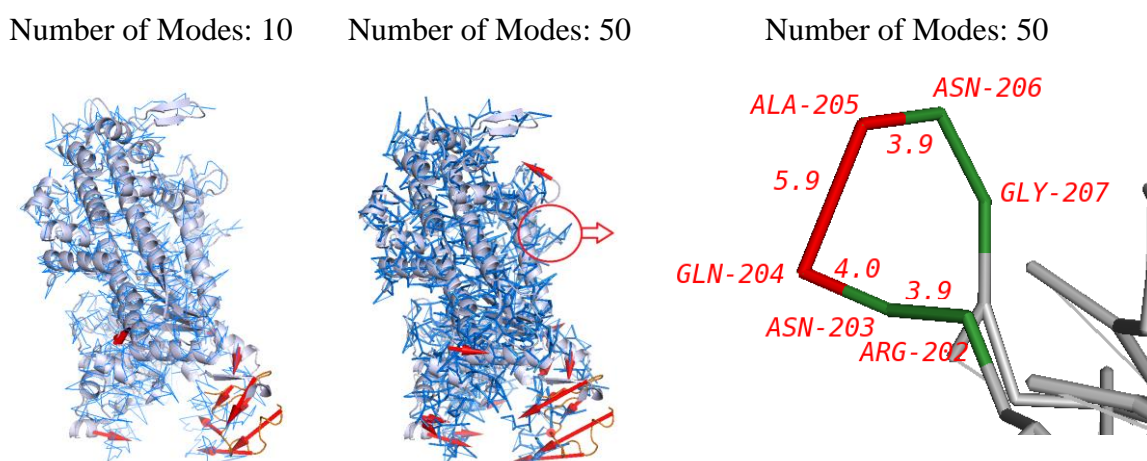 Number of Modes: 10
Number of Modes: 50
Number of Modes: 50
ASN-206
ALA-205
3.9
5.9
GLY-207
GLN-204
4.0
3.9
ASN-203
ARG-202